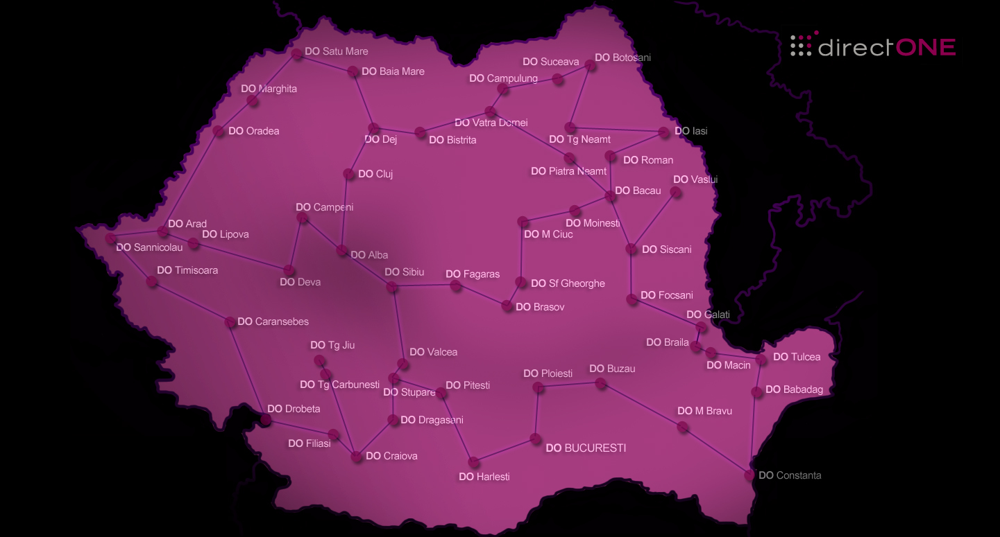 directONE
DO Satu Mare
DO Baia Mare
DO Suceava
DO Botosani
DO Campulung
DO Marghita
DO Vatra Dornei
DO Oradea
DO Dej
DO Bistrita
DO Tg Neamt
DO Iasi
DO Roman
DO Piatra Neamt
DO Cluj
DO Vaslui
DO Bacau
DO Campeni
DO Arad
DO Lipova
DO Moinesti
DO M Ciuc
DO Sannicolau
DO Siscani
DO Alba
DO Timisoara
DO Sibiu
DO Fagaras
DO Deva
DO Sf Gheorghe
DO Focsani
DO Brasov
DO Galati
DO Caransebes
DO Braila
DO Tg Jiu
DO Valcea
DO Tulcea
DO Macin
DO Buzau
DO Ploiesti
DO Tg Carbunesti
DO Pitesti
DO Stupare
DO Babadag
DO Drobeta
DO M Bravu
DO Dragasani
DO Filiasi
DO BUCURESTI
DO Craiova
DO Harlesti
DO Constanta